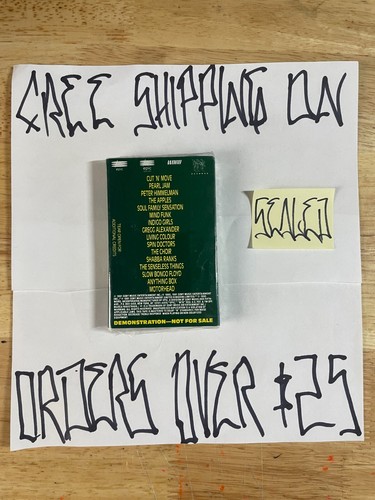 FREE SHIPPING ON
CUT 'N' MOVE
PEARL JAM
PETER HIMMELMAN
THE APPLES
SOUL FAMILY SENSATION
MIND FUNK
INDIGO GIRLS
GREGG ALEXANDER
LIVING COLOUR
SPIN DOCTORS
THE CHOIR
SHABBA RANKS
THE SENSELESS THINGS
SLOW BONGO FLOYD
ANYTHING BOX
MOTORHEAD
DEMONSTRATION—NOT FOR SALE
SEALED
ORDERS OVER $25